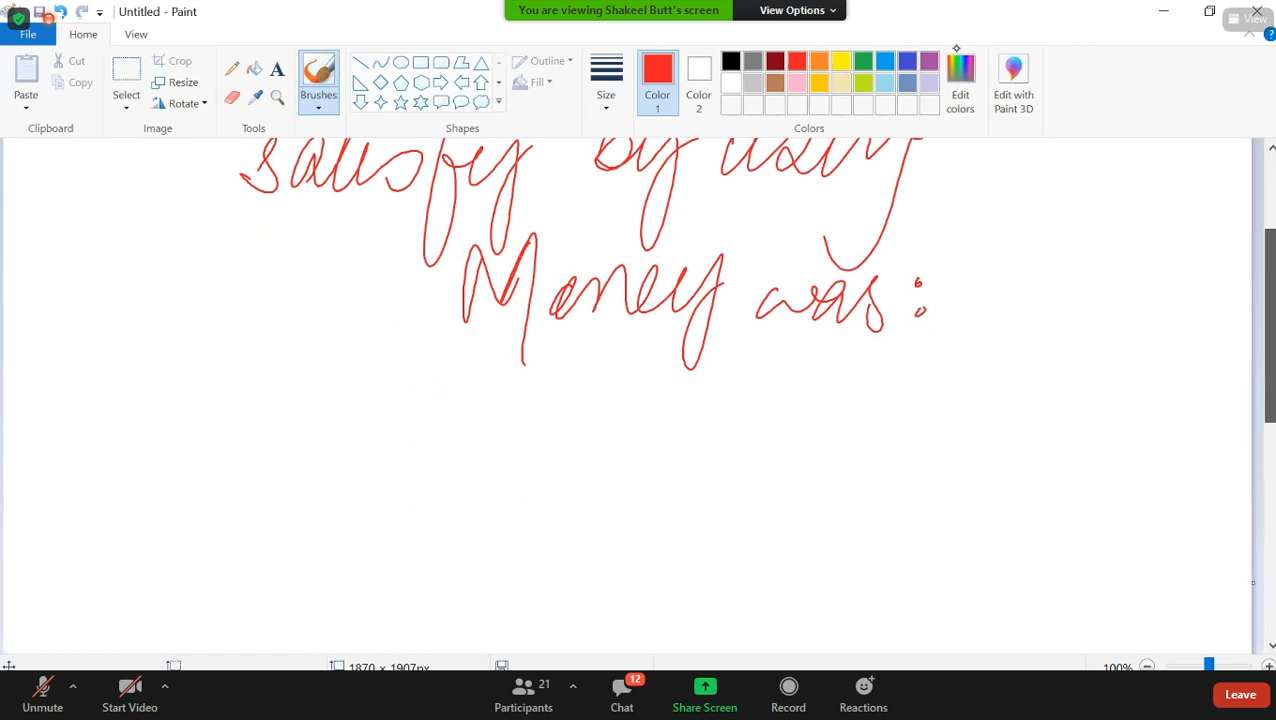 Untitled - Paint
You are viewing Shakeel Butt's screen
View Options
View
File
Home
View
Paste
Cut
Copy
Clipboard
Select
Crop
Resize
Rotate
Image
Tools
Brushes
Shapes
Outline
Fill
Size
Color 1
Color 2
Colors
Edit colors
Edit with Paint 3D
satisfy by using
Money was:
1870 × 1907px
100%
Unmute
Start Video
21
Participants
12
Chat
Share Screen
Record
Reactions
Leave